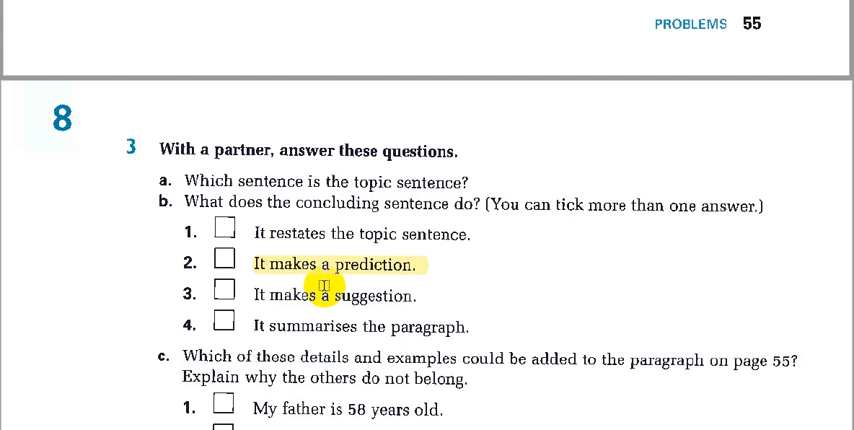 PROBLEMS 55
8
3 With a partner, answer these questions.
a. Which sentence is the topic sentence?
b. What does the concluding sentence do? (You can tick more than one answer.)
1. It restates the topic sentence.
2. It makes a prediction.
3. It makes a suggestion.
4. It summarises the paragraph.
c. Which of these details and examples could be added to the paragraph on page 55?
Explain why the others do not belong.
1. My father is 58 years old.